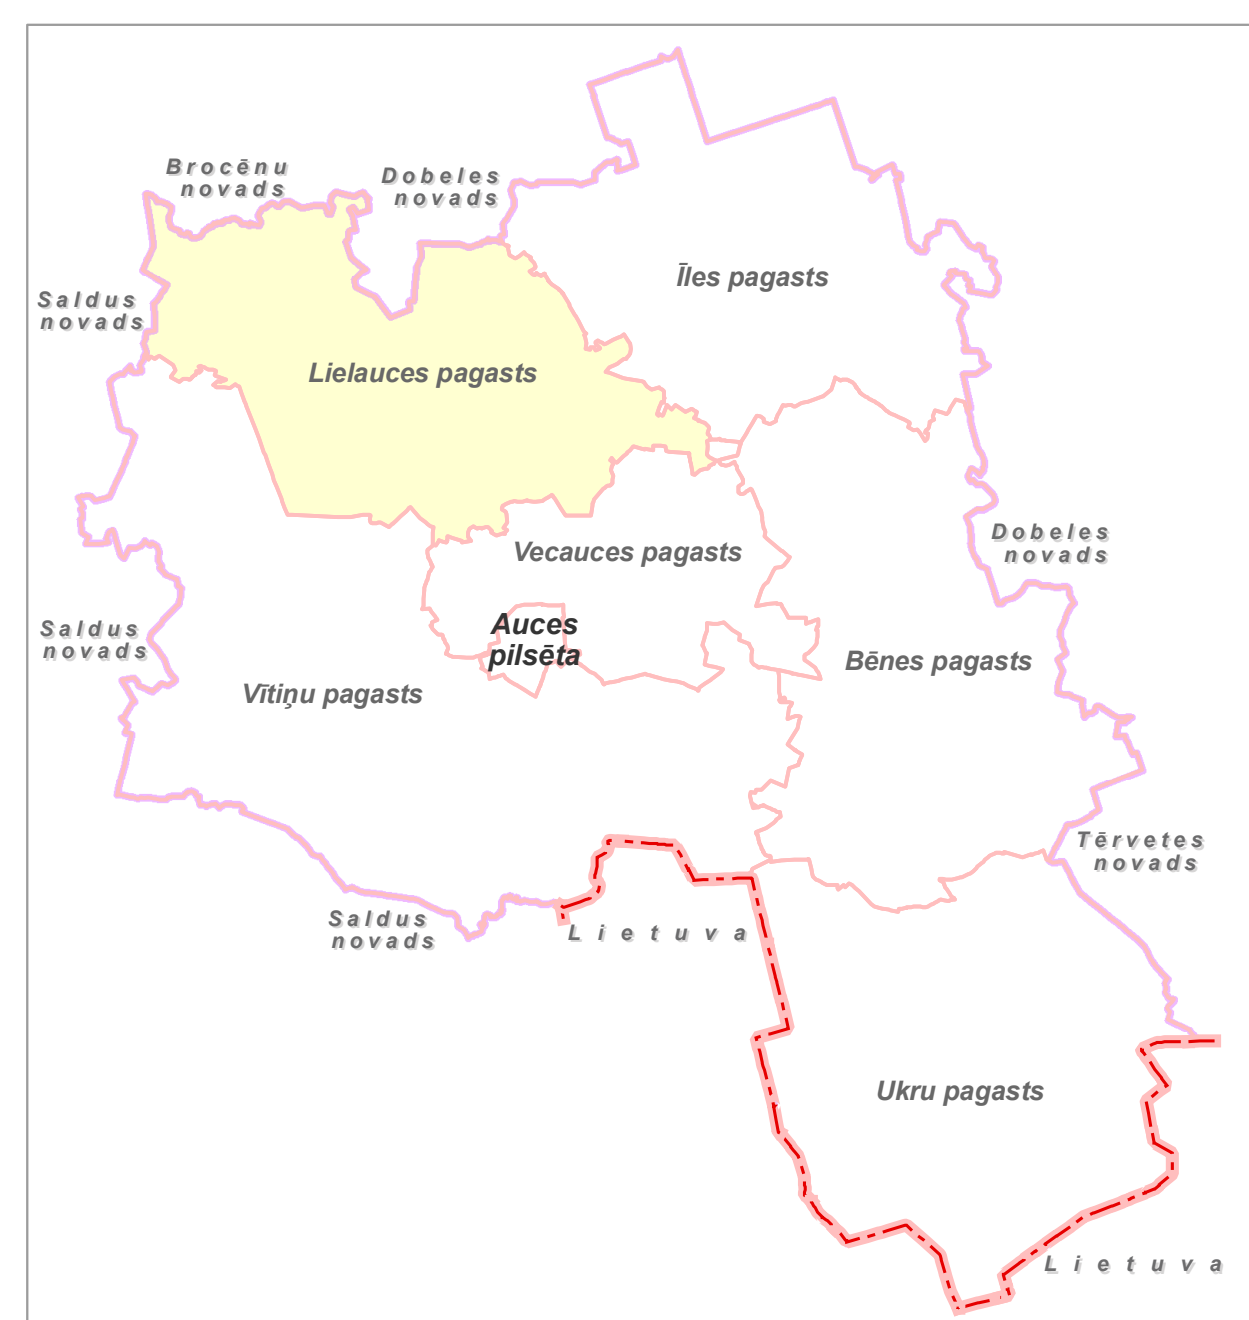 Brocēnu
novads
Dobeles
novads
Īles pagasts
Saldus
novads
Lielauces pagasts
Dobeles
novads
Vecauces pagasts
Auces
pilsēta
Saldus
novads
Bēnes pagasts
Vītiņu pagasts
Tērvetes
novads
Saldus
novads
Lietuva
Ukru pagasts
Lietuva